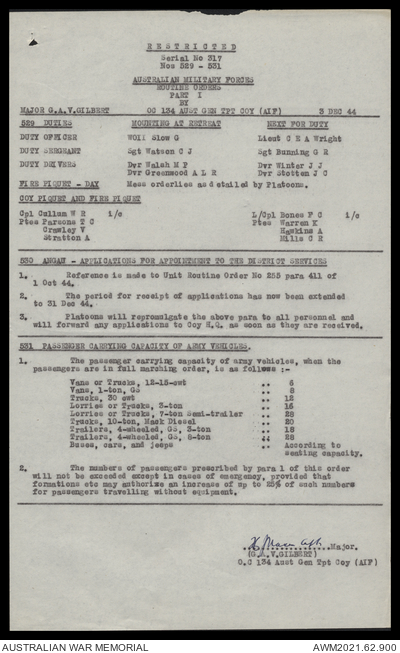 RESTRICTED
Serial No 317
Nos 529 - 531
AUSTRALIAN MILITARY FORCES
ROUTINE ORDERS
PART I
BY
MAJOR G.A.V.GILBERT OC 134 AUST GEN TPT COY (AIF) 3 DEC 44
529 DUTIES MOUNTING AT RETREAT NEXT FOR DUTY
DUTY OFFICER WOII Slow G Lieut C K A Wright
DUTY SERGEANT Sgt Watson C J Sgt Bunning G R
DUTY DRIVERS Dvr Walsh M P Dvr Winter J J
Dvr Greenwood A L R Dvr Stotten J C
FIRE PIQUET - DAY Mess orderlies as detailed by Platoons.
COY PIQUET AND FIRE PIQUET
Cpl Cullum W R i/c L/Cpl Bones F C i/c
Ptes Parsons T C Ptes Warren K
Crawley V Hawkins A
Stratton A Mills C R
530 ANGAU - APPLICATIONS FOR APPOINTMENT TO THE DISTRICT SERVICES
1. Reference is made to Unit Routine Order No 255 para 411 of
1 Oct 44.
2. The period for receipt of applications has now been extended
to 31 Dec 44.
3. Platoons will repromulgate the above para to all personnel and
will forward any applications to Coy H.Q. as soon as they are received.
531 PASSENGER CARRYING CAPACITY OF ARMY VEHICLES.
1. The passenger carrying capacity of army vehicles, when the
passengers are in full marching order, is as follows :-
Vans or Trucks, 12-15-cwt ,, 6
Vans, 1-ton, GS ,, 8
Trucks, 30 cwt ,, 12
Lorries or Trucks, 3-ton ,, 16
Lorries or Trucks, 7-ton Semi-trailer ,, 28
Trucks, 10-ton, Mack Diesel ,, 20
Trailers, 4-wheeled, GS, 3-ton ,, 18
Trailers, 4-wheeled, GS, 8-ton ,, 28
Buses, cars, and jeeps ,, According to
seating capacity.
2. The numbers of passengers prescribed by para 1 of this order
will not be exceeded except in cases of emergency, provided that
formations etc may authorise an increase of up to 25% of such numbers
for passengers travelling without equipment.
Major.
(G.A.V.GILBERT)
O.C 134 Aust Gen Tpt Coy (AIF)
AUSTRALIAN WAR MEMORIAL AWM2021.62.900